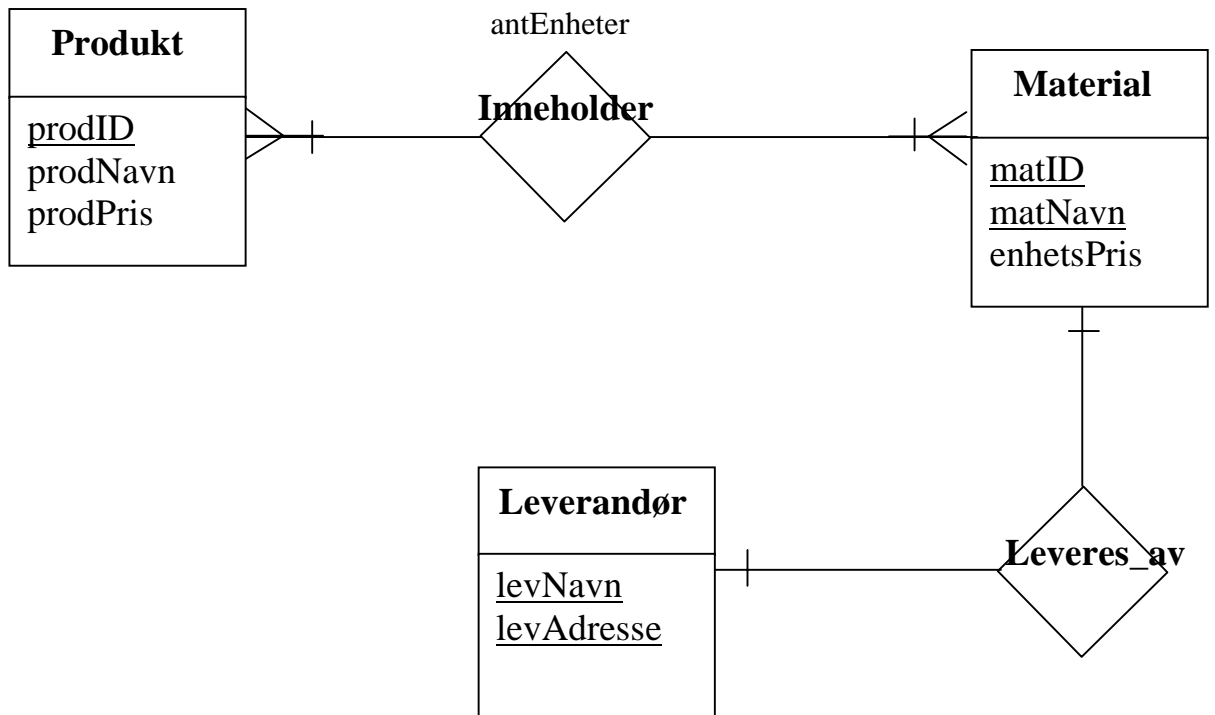 Produkt
prodID
prodNavn
prodPris
antEnheter
Inneholder
Material
matID
matNavn
enhetsPris
Leverandør
levNavn
levAdresse
Leveres_av